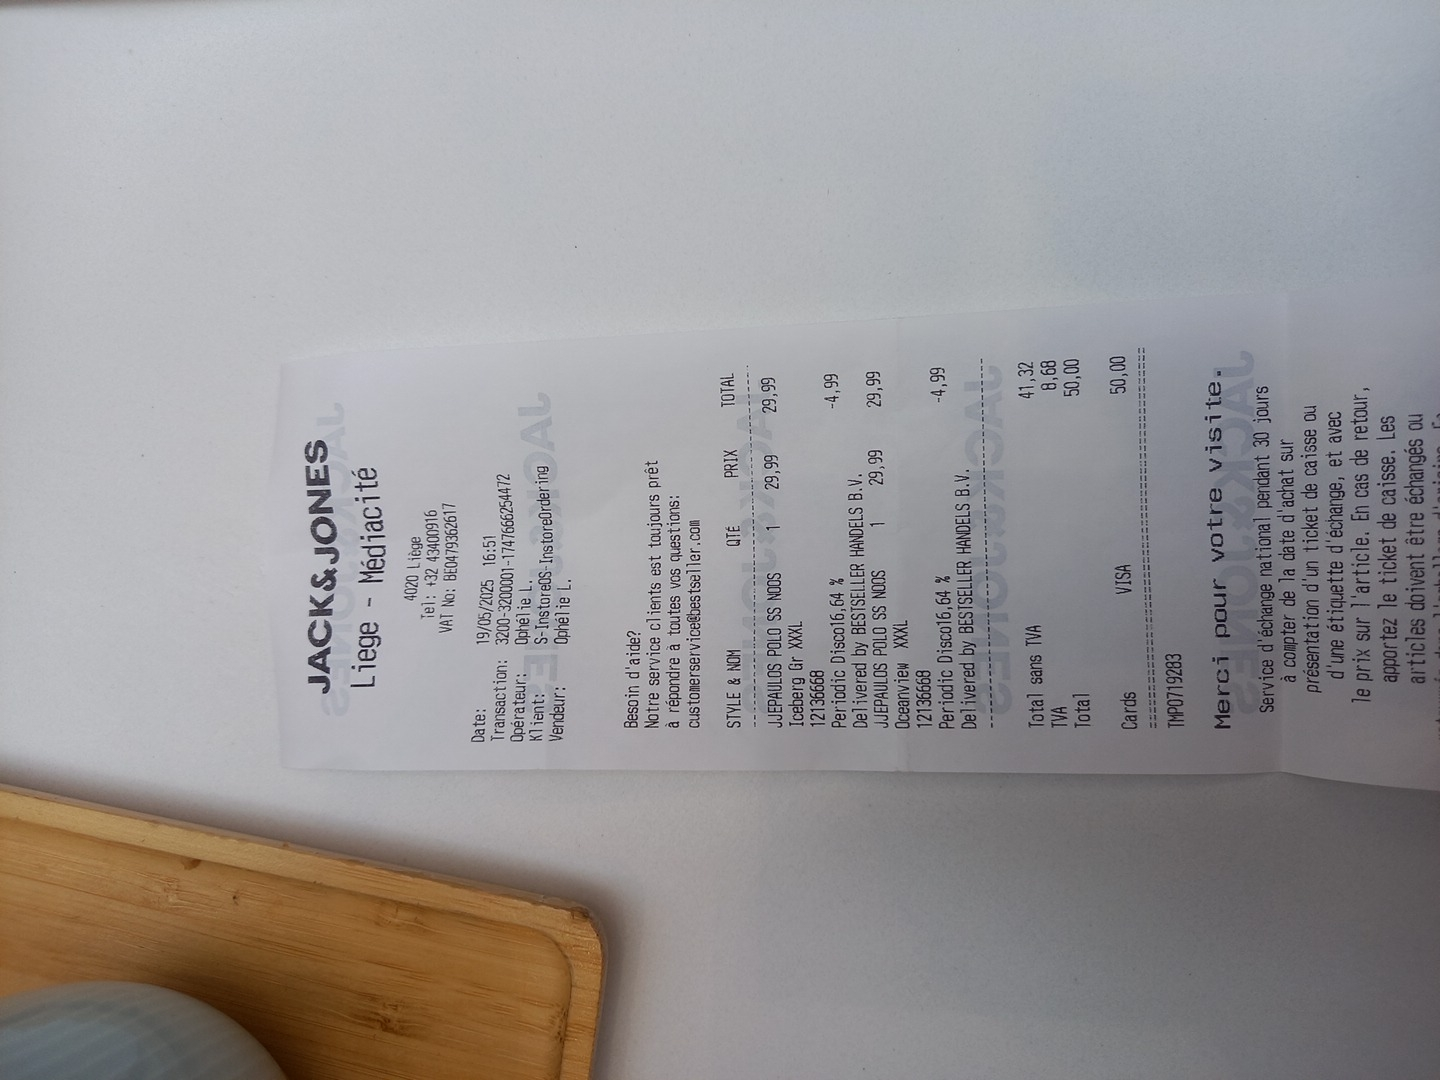 JACK&JONES
Liege - Médiacité
4020 Liège
Tel: +32 43400916
VAT No: BE0479362617
Date: 19/05/2025 16:51
Transaction: 3200-3200001-1747666254472
Opérateur: Ophélie L.
Klient: S-InstoreOS-InstoreOrdering
Vendeur: Ophélie L.
Besoin d'aide?
Notre service clients est toujours prêt
à répondre à toutes vos questions:
customerservice@bestseller.com
STYLE & NOM QTÉ PRIX TOTAL
JJEPAULOS POLO SS NOOS 1 29,99 29,99
Iceberg Gr XXXL
12136668
Periodic Disco16,64 % -4,99
Delivered by BESTSELLER HANDELS B.V.
JJEPAULOS POLO SS NOOS 1 29,99 29,99
Oceanview XXXL
12136668
Periodic Disco16,64 % -4,99
Delivered by BESTSELLER HANDELS B.V.
Total sans TVA 41,32
TVA 8,68
Total 50,00
Cards VISA 50,00
TMP0719283
Merci pour votre visite.
Service d'échange national pendant 30 jours
à compter de la date d'achat sur
présentation d'un ticket de caisse ou
d'une étiquette d'échange, et avec
le prix sur l'article. En cas de retour,
apportez le ticket de caisse. Les
articles doivent être échangés ou